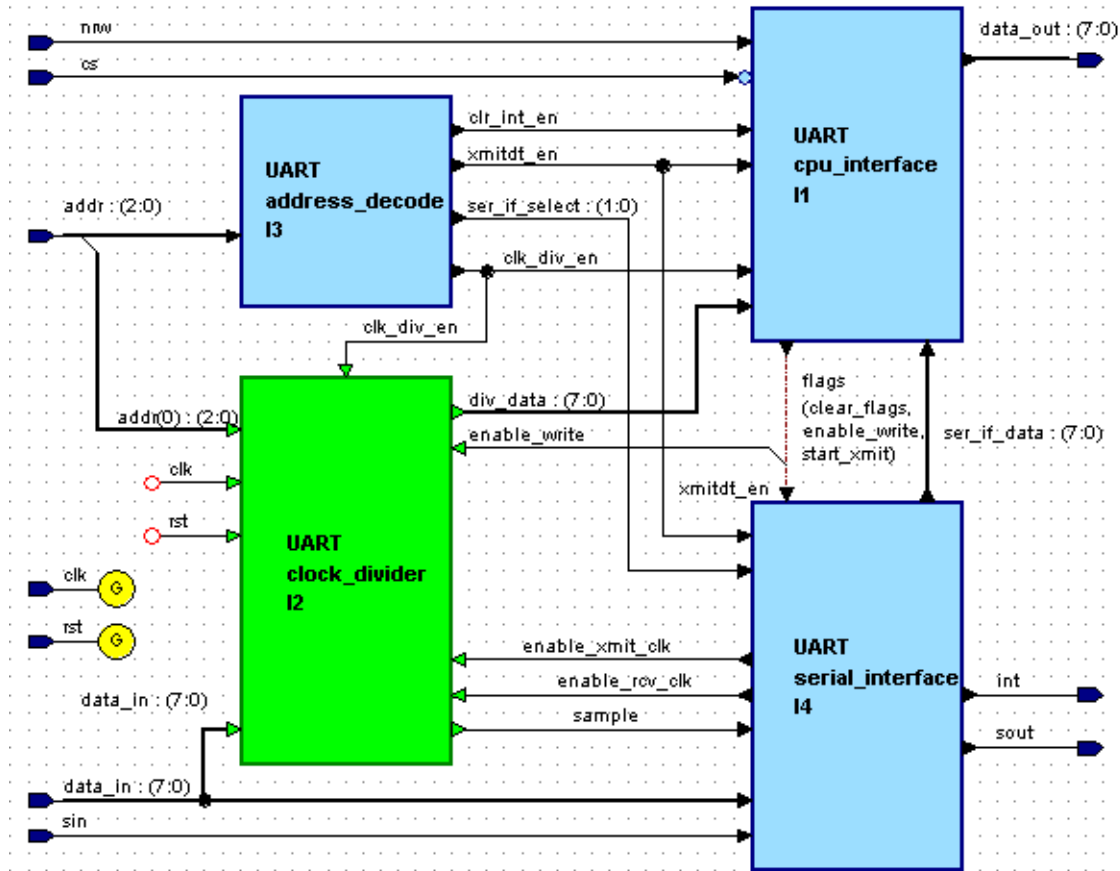 nrw
cs
data_out : (7:0)
clr_int_en
xmitdt_en
UART
cpu_interface
I1
UART
address_decode
I3
addr : (2:0)
ser_if_select : (1:0)
clk_div_en
clk_div_en
flags
(clear_flags,
enable_write,
start_xmit)
ser_if_data : (7:0)
addr(0) : (2:0)
div_data : (7:0)
enable_write
clk
xmitdt_en
rst
UART
clock_divider
I2
clk
G
rst
G
enable_xmit_clk
enable_rcv_clk
sample
UART
serial_interface
I4
int
sout
data_in : (7:0)
data_in : (7:0)
sin